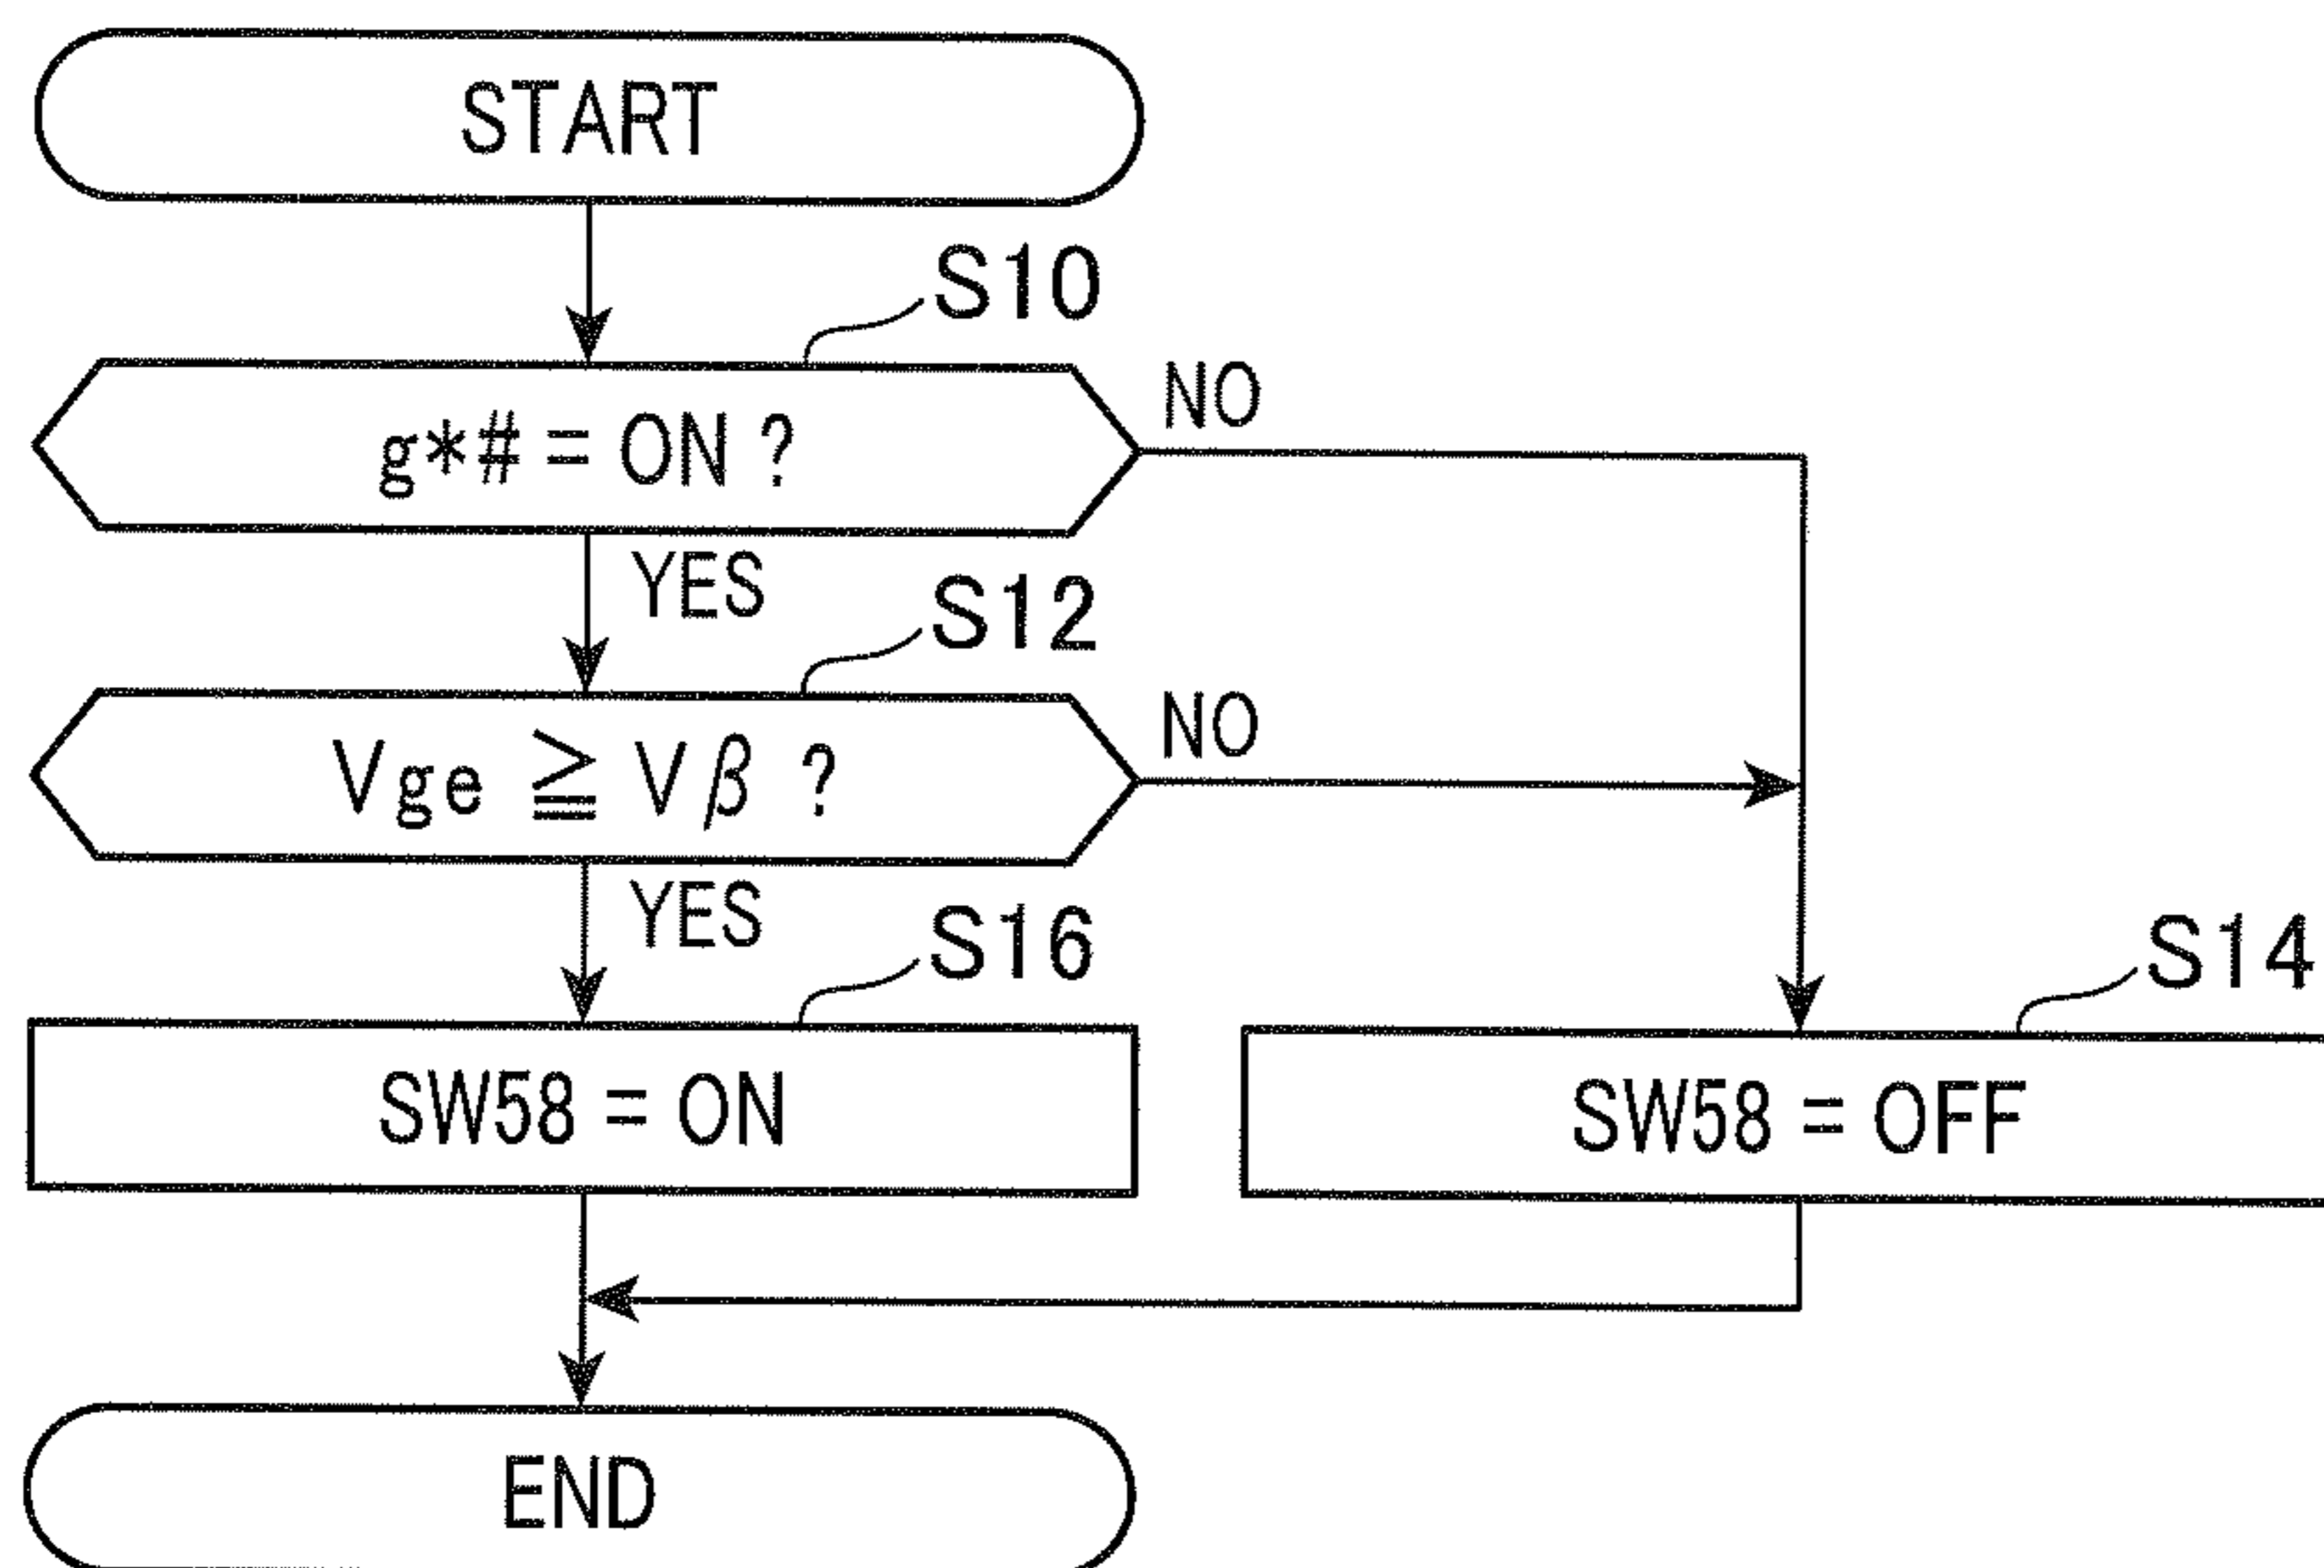 START
S10
g*# = ON ?
NO
YES
S12
Vge ≧ Vβ ?
NO
YES
S16
S14
SW58 = ON
SW58 = OFF
END